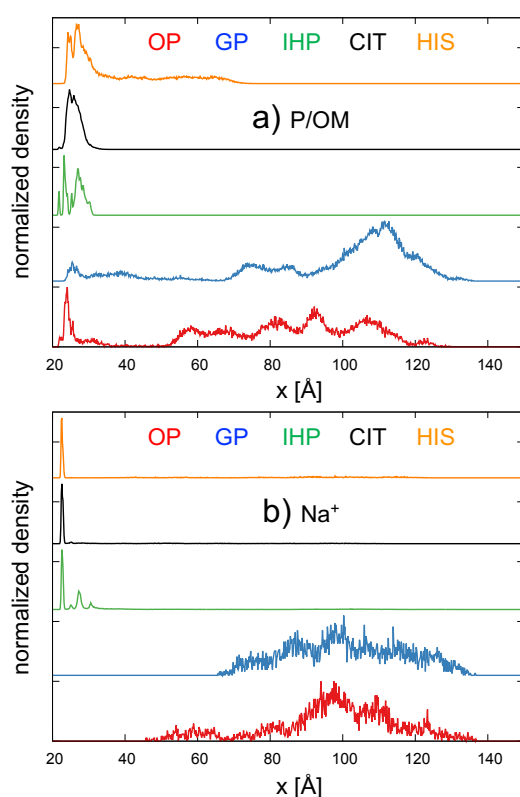 OP GP IHP CIT HIS
a) P/OM
normalized density
20 40 60 80 100 120 140
x [Å]
OP GP IHP CIT HIS
b) Na⁺
normalized density
20 40 60 80 100 120 140
x [Å]